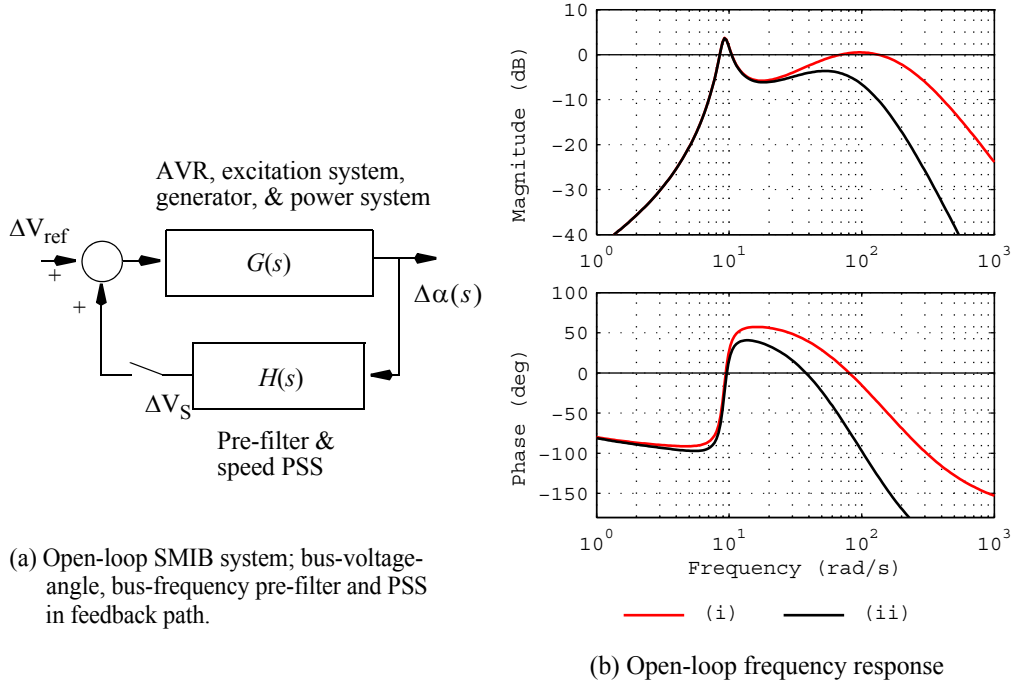 AVR, excitation system,
generator, & power system
ΔV_ref
+
+
G(s)
Δα(s)
H(s)
ΔV_S
Pre-filter &
speed PSS
(a) Open-loop SMIB system; bus-voltage-
angle, bus-frequency pre-filter and PSS
in feedback path.
Magnitude (dB)
10
0
-10
-20
-30
-40
10^0 10^1 10^2 10^3
Phase (deg)
100
50
0
-50
-100
-150
10^0 10^1 10^2 10^3
Frequency (rad/s)
(i) (ii)
(b) Open-loop frequency response